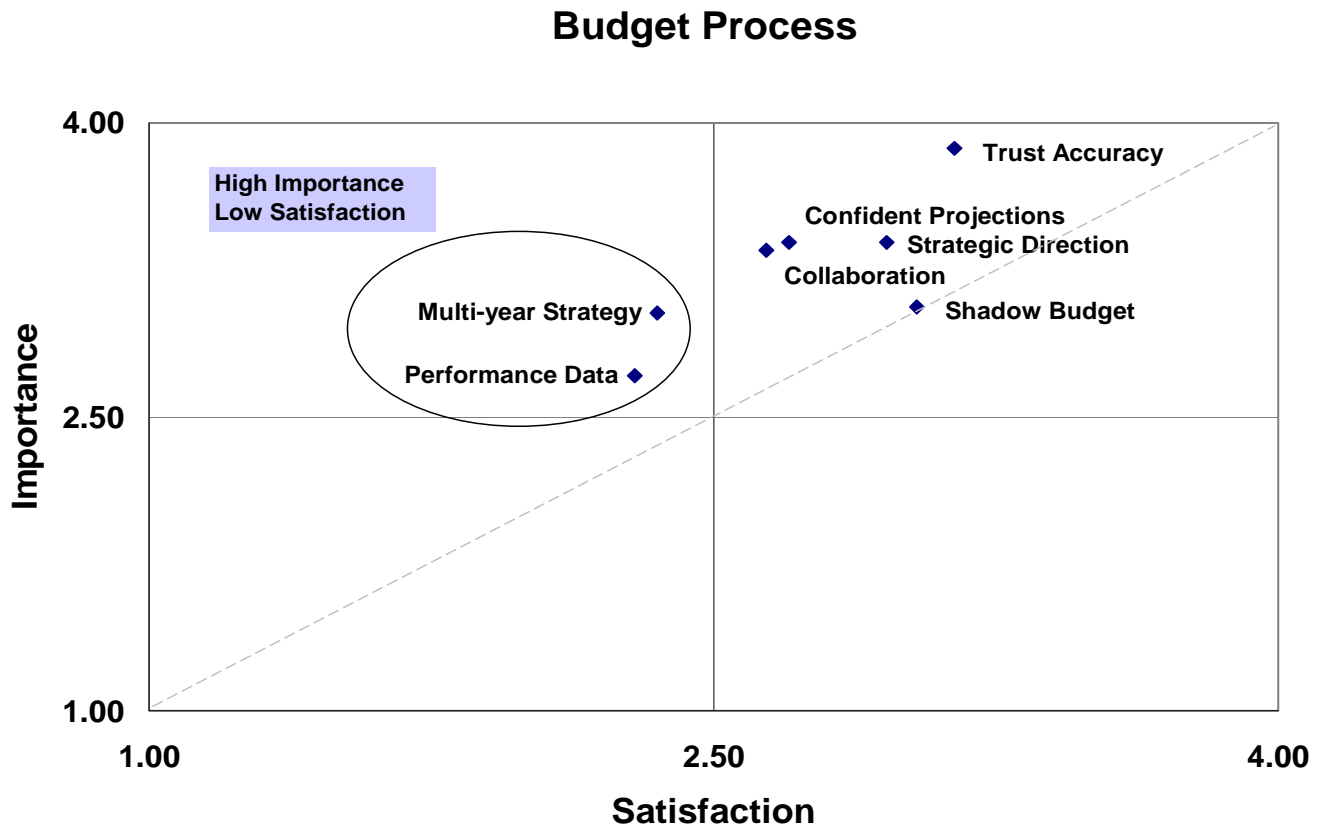 Budget Process
4.00
High Importance
Low Satisfaction
Trust Accuracy
Confident Projections
Strategic Direction
Collaboration
Multi-year Strategy
Shadow Budget
Performance Data
Importance
2.50
1.00
1.00
2.50
4.00
Satisfaction